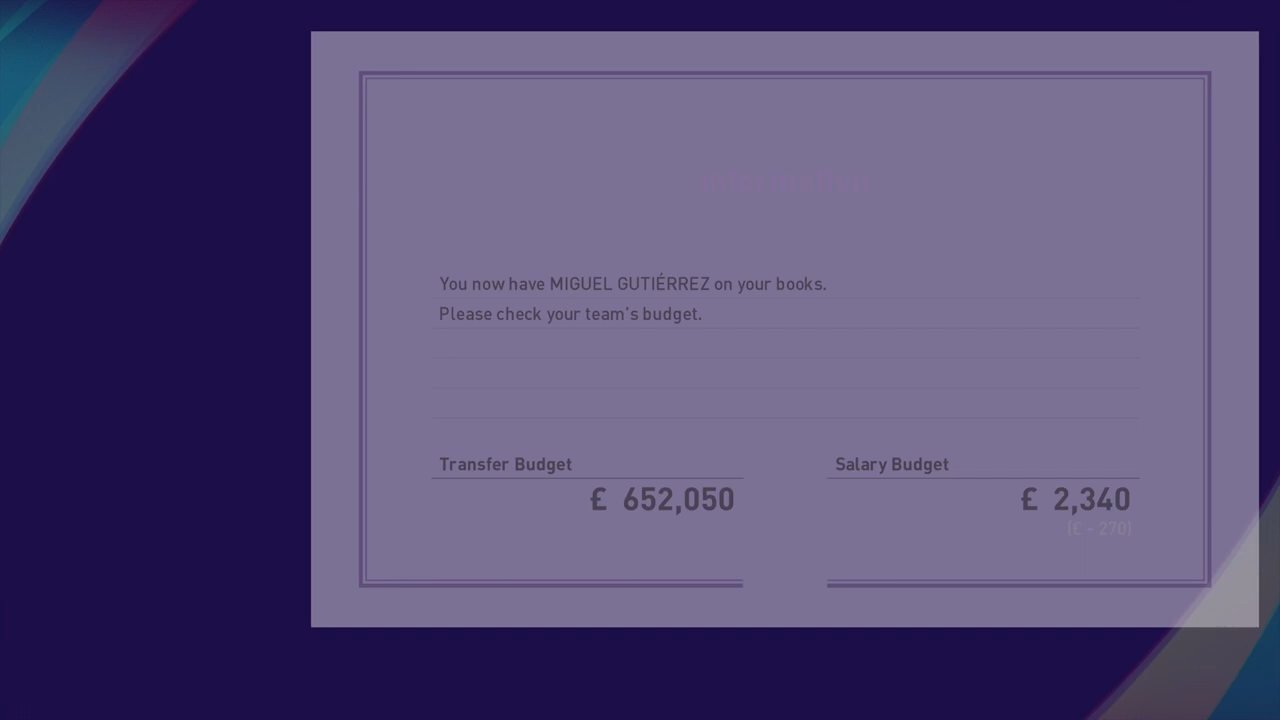 You now have MIGUEL GUTIÉRREZ on your books.
Please check your team's budget.
Transfer Budget
Salary Budget
£ 652,050
£ 2,340
(£ - 270)